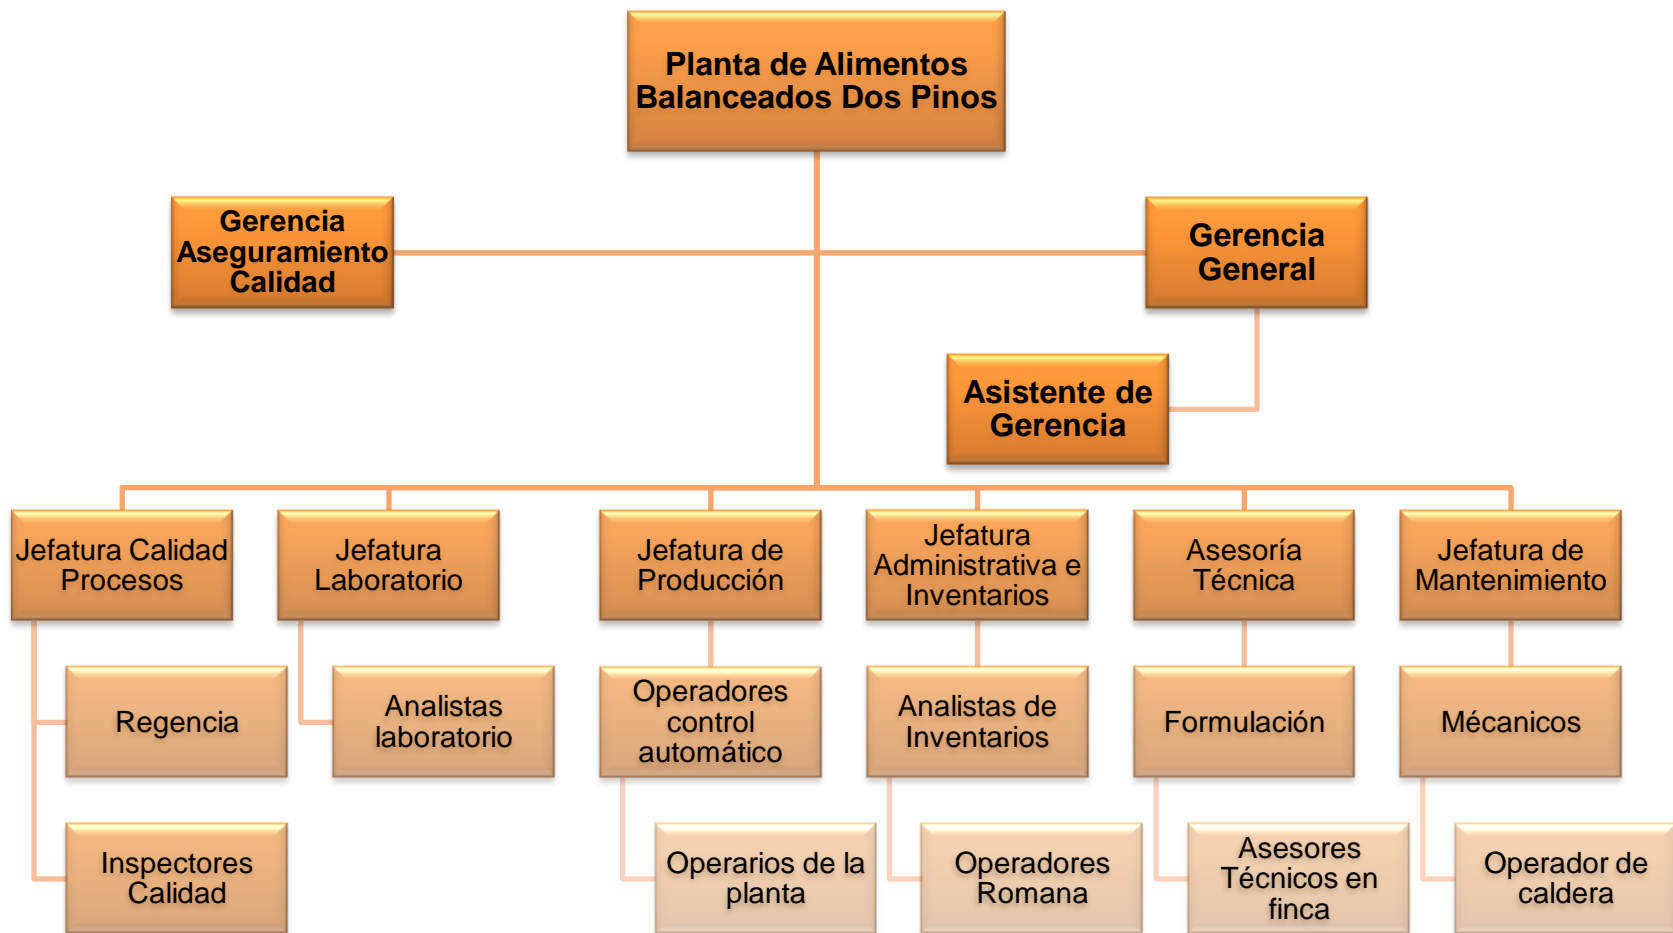 Planta de Alimentos
Balanceados Dos Pinos
Gerencia
Aseguramiento
Calidad
Gerencia
General
Asistente de
Gerencia
Jefatura Calidad
Procesos
Jefatura
Laboratorio
Jefatura de
Producción
Jefatura
Administrativa e
Inventarios
Asesoría
Técnica
Jefatura de
Mantenimiento
Regencia
Analistas
laboratorio
Operadores
control
automático
Analistas de
Inventarios
Formulación
Mécanicos
Inspectores
Calidad
Operarios de la
planta
Operadores
Romana
Asesores
Técnicos en
finca
Operador de
caldera